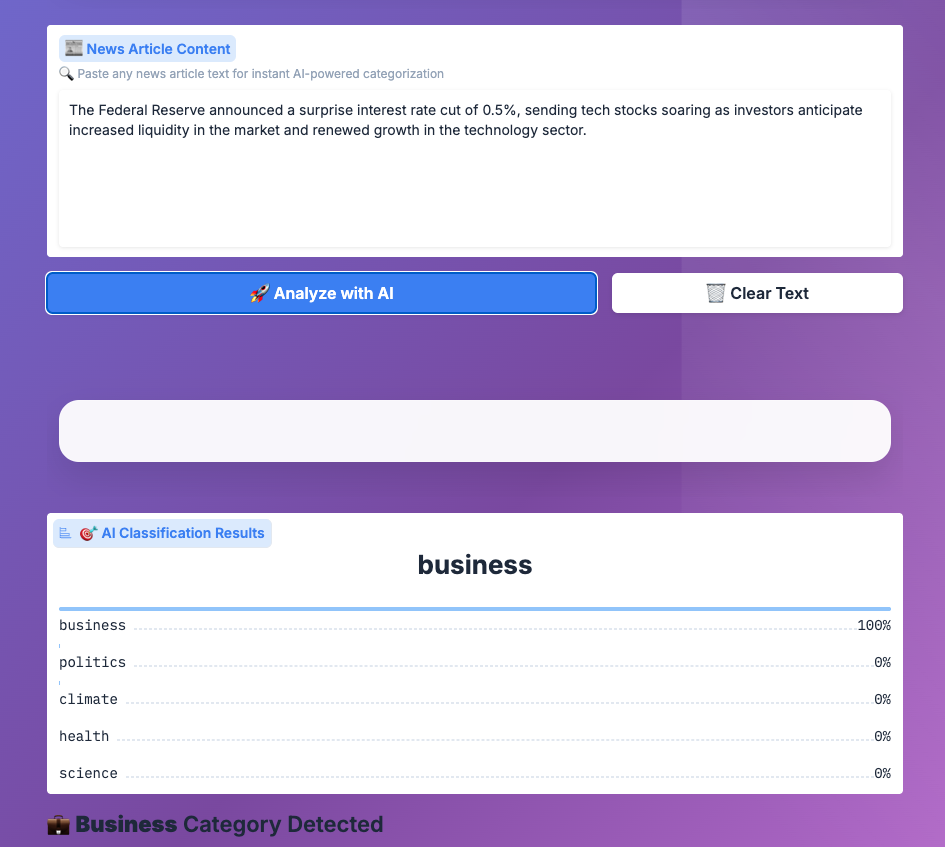 News Article Content
Paste any news article text for instant AI-powered categorization
The Federal Reserve announced a surprise interest rate cut of 0.5%, sending tech stocks soaring as investors anticipate
increased liquidity in the market and renewed growth in the technology sector.
Analyze with AI
Clear Text
AI Classification Results
business
business 100%
politics 0%
climate 0%
health 0%
science 0%
Business Category Detected